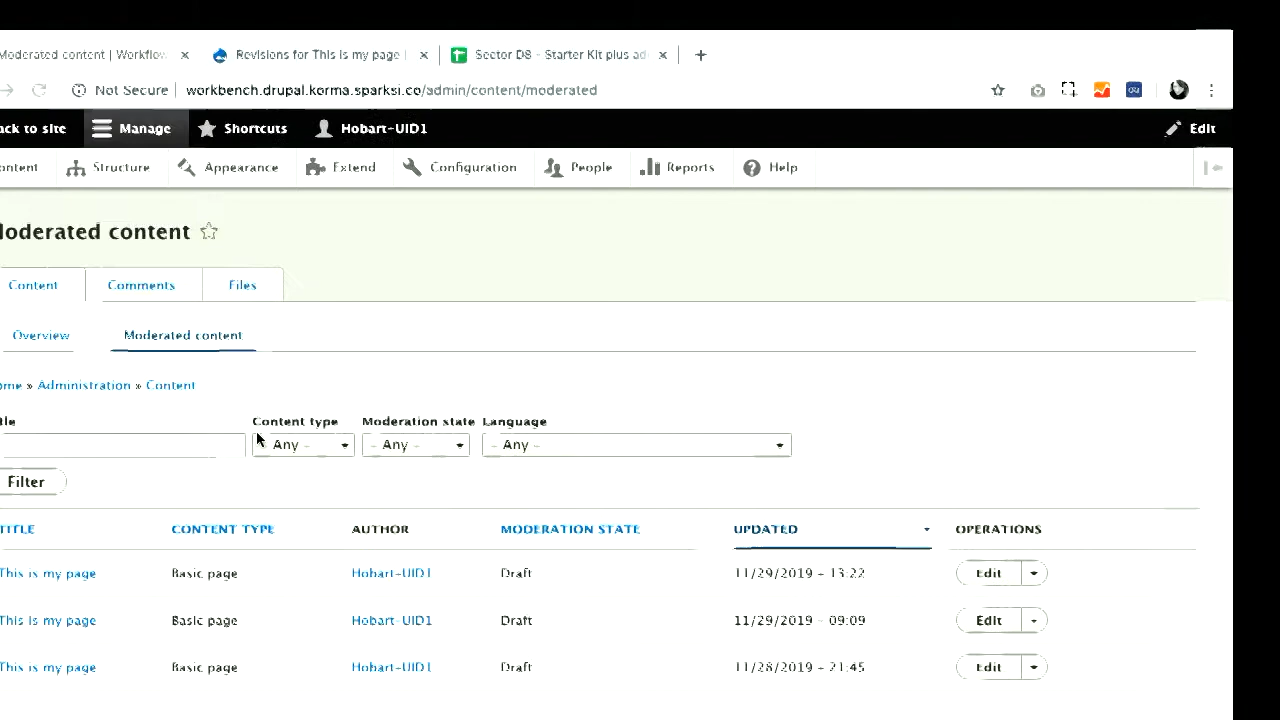 Moderated content | Workflow
Revisions for This is my page |
Sector D8 - Starter Kit plus ad
Not Secure
workbench.drupal.korma.sparksi.co/admin/content/moderated
ack to site
Manage
Shortcuts
Hobart-UID1
Edit
ontent
Structure
Appearance
Extend
Configuration
People
Reports
Help
oderated content
Content
Comments
Files
Overview
Moderated content
ome » Administration » Content
tle
Content type
Moderation state
Language
- Any -
- Any -
- Any -
Filter
TITLE CONTENT TYPE AUTHOR MODERATION STATE UPDATED OPERATIONS
This is my page Basic page Hobart-UID1 Draft 11/29/2019 - 13:22 Edit
This is my page Basic page Hobart-UID1 Draft 11/29/2019 - 09:09 Edit
This is my page Basic page Hobart-UID1 Draft 11/28/2019 - 21:45 Edit